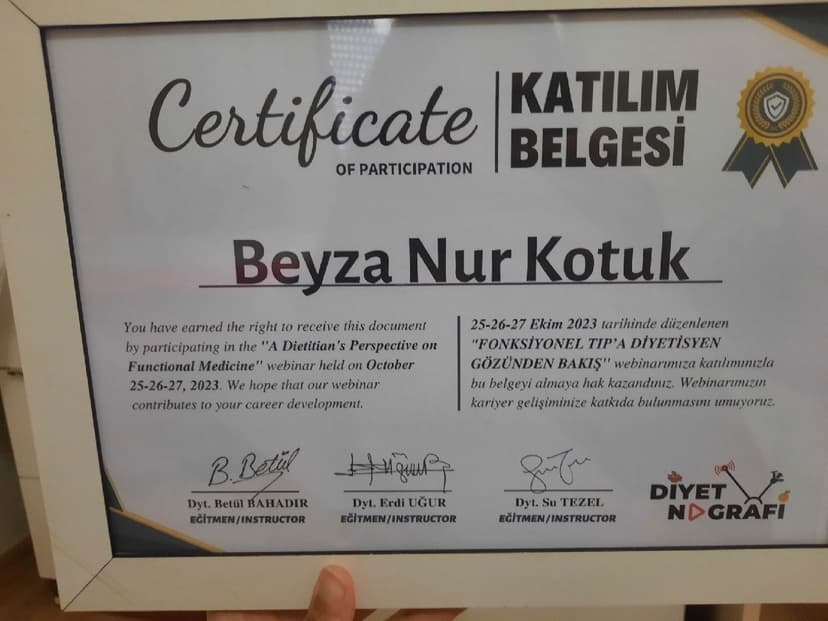 Certificate
OF PARTICIPATION
KATILIM
BELGESİ
Beyza Nur Kotuk
You have earned the right to receive this document
by participating in the "A Dietitian's Perspective on
Functional Medicine" webinar held on October
25-26-27, 2023. We hope that our webinar
contributes to your career development.
25-26-27 Ekim 2023 tarihinde düzenlenen
"FONKSİYONEL TIP'A DİYETİSYEN
GÖZÜNDEN BAKIŞ" webinarımıza katılımınızla
bu belgeyi almaya hak kazandınız. Webinarımızın
kariyer gelişiminize katkıda bulunmasını umuyoruz.
B. Betül
Dyt. Betül BAHADIR
EĞİTMEN/INSTRUCTOR
Dyt. Erdi UĞUR
EĞİTMEN/INSTRUCTOR
Dyt. Su TEZEL
EĞİTMEN/INSTRUCTOR
DİYET
NOGRAFİ